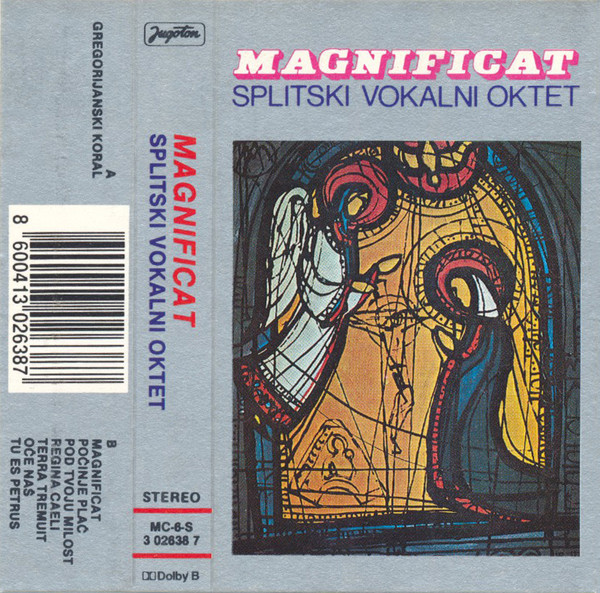 A
GREGORIJANSKI KORAL
8 600413 026387
B
MAGNIFICAT
POČINJE PLAČ
POD TVOJU MILOST
REGINA CAELI
TERRA TREMUIT
OČE NAŠ
TU ES PETRUS
Jugoton
MAGNIFICAT
SPLITSKI VOKALNI OKTET
STEREO
MC-6-S
3 02638 7
Dolby B
MAGNIFICAT
SPLITSKI VOKALNI OKTET